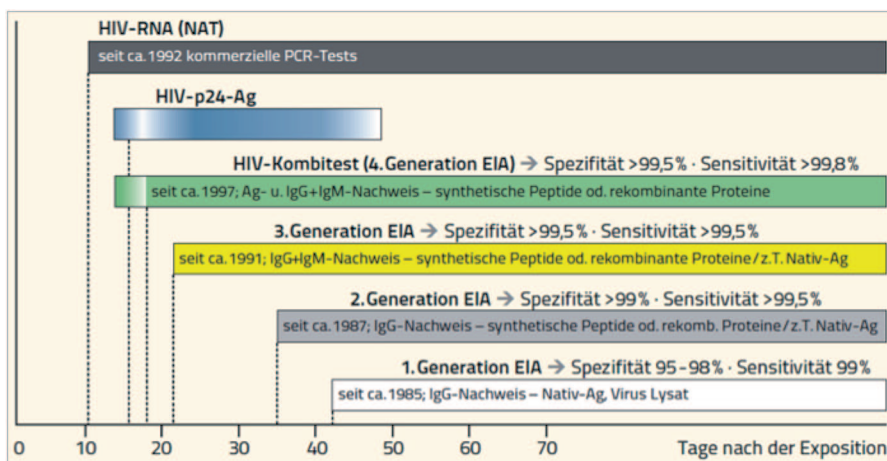 HIV-RNA (NAT)
seit ca. 1992 kommerzielle PCR-Tests
HIV-p24-Ag
HIV-Kombitest (4. Generation EIA) → Spezifität >99,5% · Sensitivität >99,8%
seit ca. 1997; Ag- u. IgG+IgM-Nachweis – synthetische Peptide od. rekombinante Proteine
3. Generation EIA → Spezifität >99,5% · Sensitivität >99,5%
seit ca. 1991; IgG+IgM-Nachweis – synthetische Peptide od. rekombinante Proteine/z.T. Nativ-Ag
2. Generation EIA → Spezifität >99% · Sensitivität >99,5%
seit ca. 1987; IgG-Nachweis – synthetische Peptide od. rekomb. Proteine/z.T. Nativ-Ag
1. Generation EIA → Spezifität 95-98% · Sensitivität 99%
seit ca. 1985; IgG-Nachweis – Nativ-Ag, Virus Lysat
0 10 20 30 40 50 60 70 Tage nach der Exposition